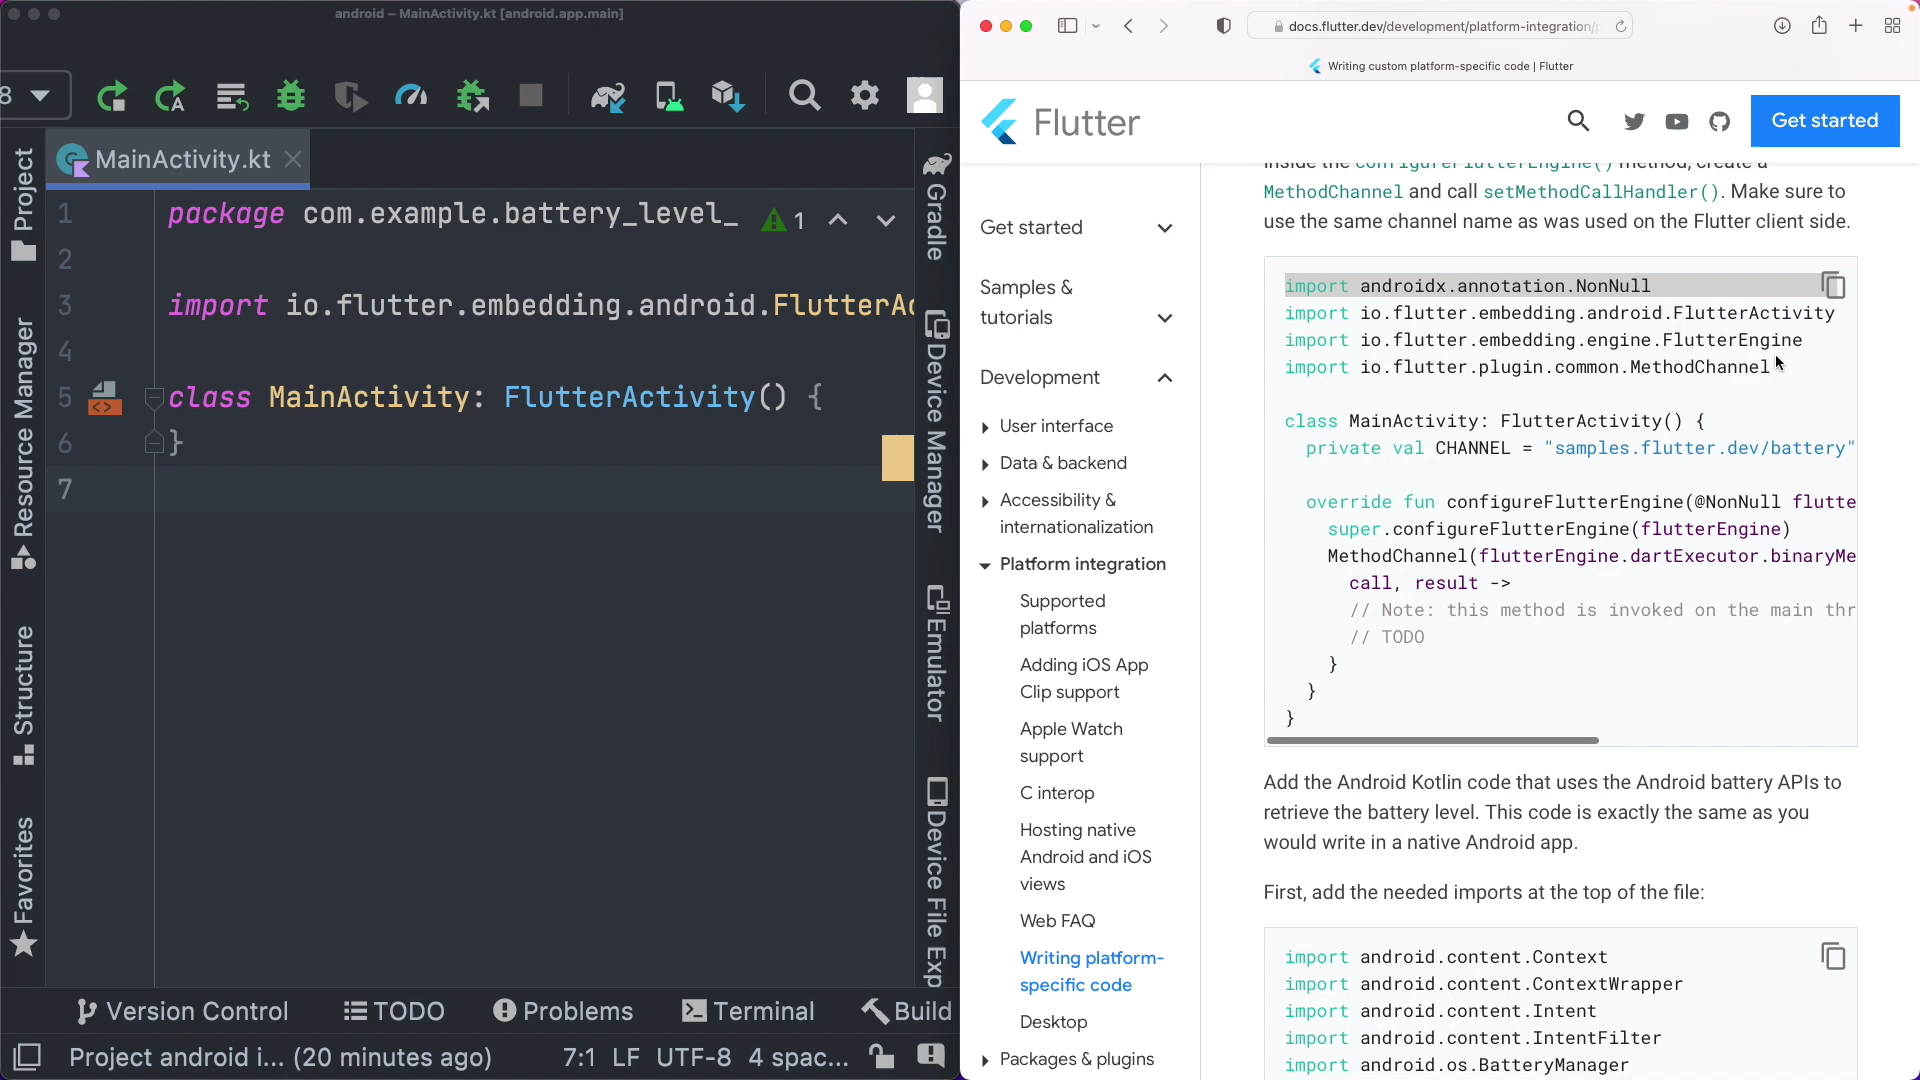 android – MainActivity.kt [android.app.main]
8
MainActivity.kt
Project
Resource Manager
Structure
Favorites
1 package com.example.battery_level_ 1
2
3 import io.flutter.embedding.android.FlutterAc
4
5 class MainActivity: FlutterActivity() {
6 }
7
Gradle
Device Manager
Emulator
Device File Exp
Version Control TODO Problems Terminal Build
Project android i... (20 minutes ago) 7:1 LF UTF-8 4 spac...
docs.flutter.dev/development/platform-integration/
Writing custom platform-specific code | Flutter
Flutter
Get started
Get started
Samples &
tutorials
Development
User interface
Data & backend
Accessibility &
internationalization
Platform integration
Supported
platforms
Adding iOS App
Clip support
Apple Watch
support
C interop
Hosting native
Android and iOS
views
Web FAQ
Writing platform-
specific code
Desktop
Packages & plugins
Inside the configureFlutterEngine() method, create a
MethodChannel and call setMethodCallHandler(). Make sure to
use the same channel name as was used on the Flutter client side.
import androidx.annotation.NonNull
import io.flutter.embedding.android.FlutterActivity
import io.flutter.embedding.engine.FlutterEngine
import io.flutter.plugin.common.MethodChannel
class MainActivity: FlutterActivity() {
private val CHANNEL = "samples.flutter.dev/battery"
override fun configureFlutterEngine(@NonNull flutte
super.configureFlutterEngine(flutterEngine)
MethodChannel(flutterEngine.dartExecutor.binaryMe
call, result ->
// Note: this method is invoked on the main thr
// TODO
}
}
}
Add the Android Kotlin code that uses the Android battery APIs to
retrieve the battery level. This code is exactly the same as you
would write in a native Android app.
First, add the needed imports at the top of the file:
import android.content.Context
import android.content.ContextWrapper
import android.content.Intent
import android.content.IntentFilter
import android.os.BatteryManager